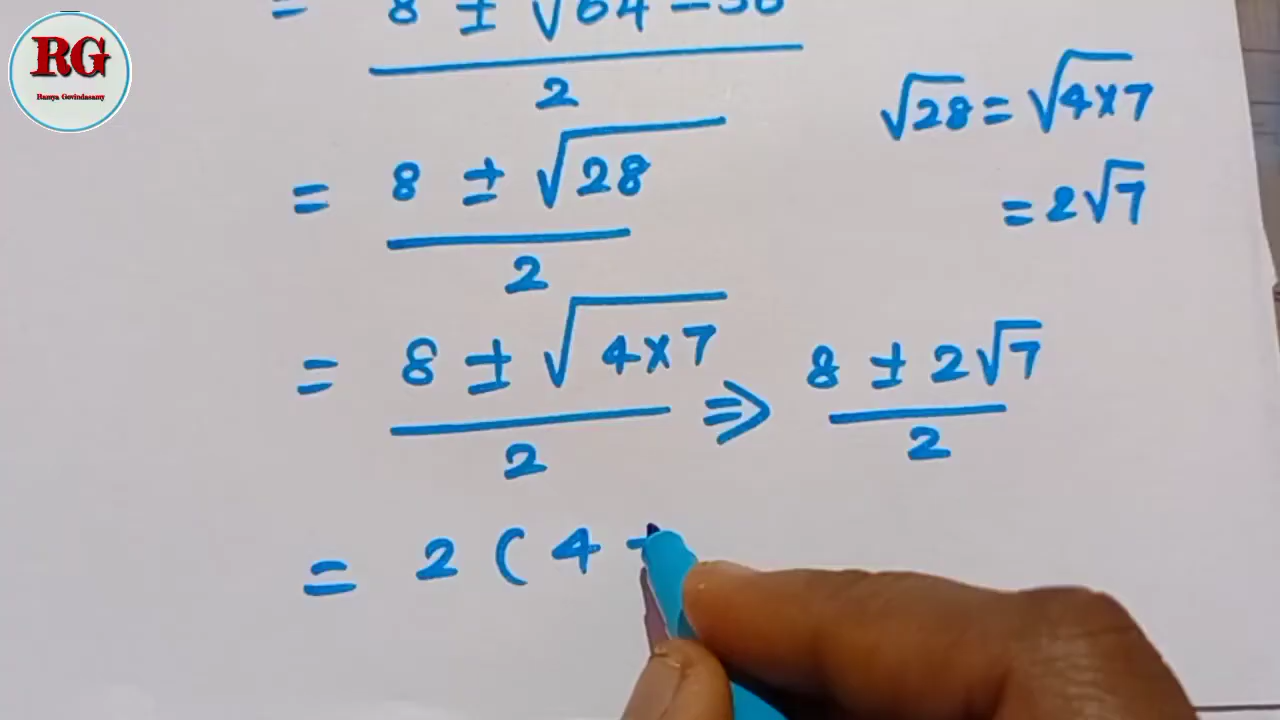 RG
Ramya Govindasamy
= 8 ± √64 − 36
2
= 8 ± √28
2
√28 = √4×7
= 2√7
= 8 ± √4×7
2
⇒ 8 ± 2√7
2
= 2 ( 4